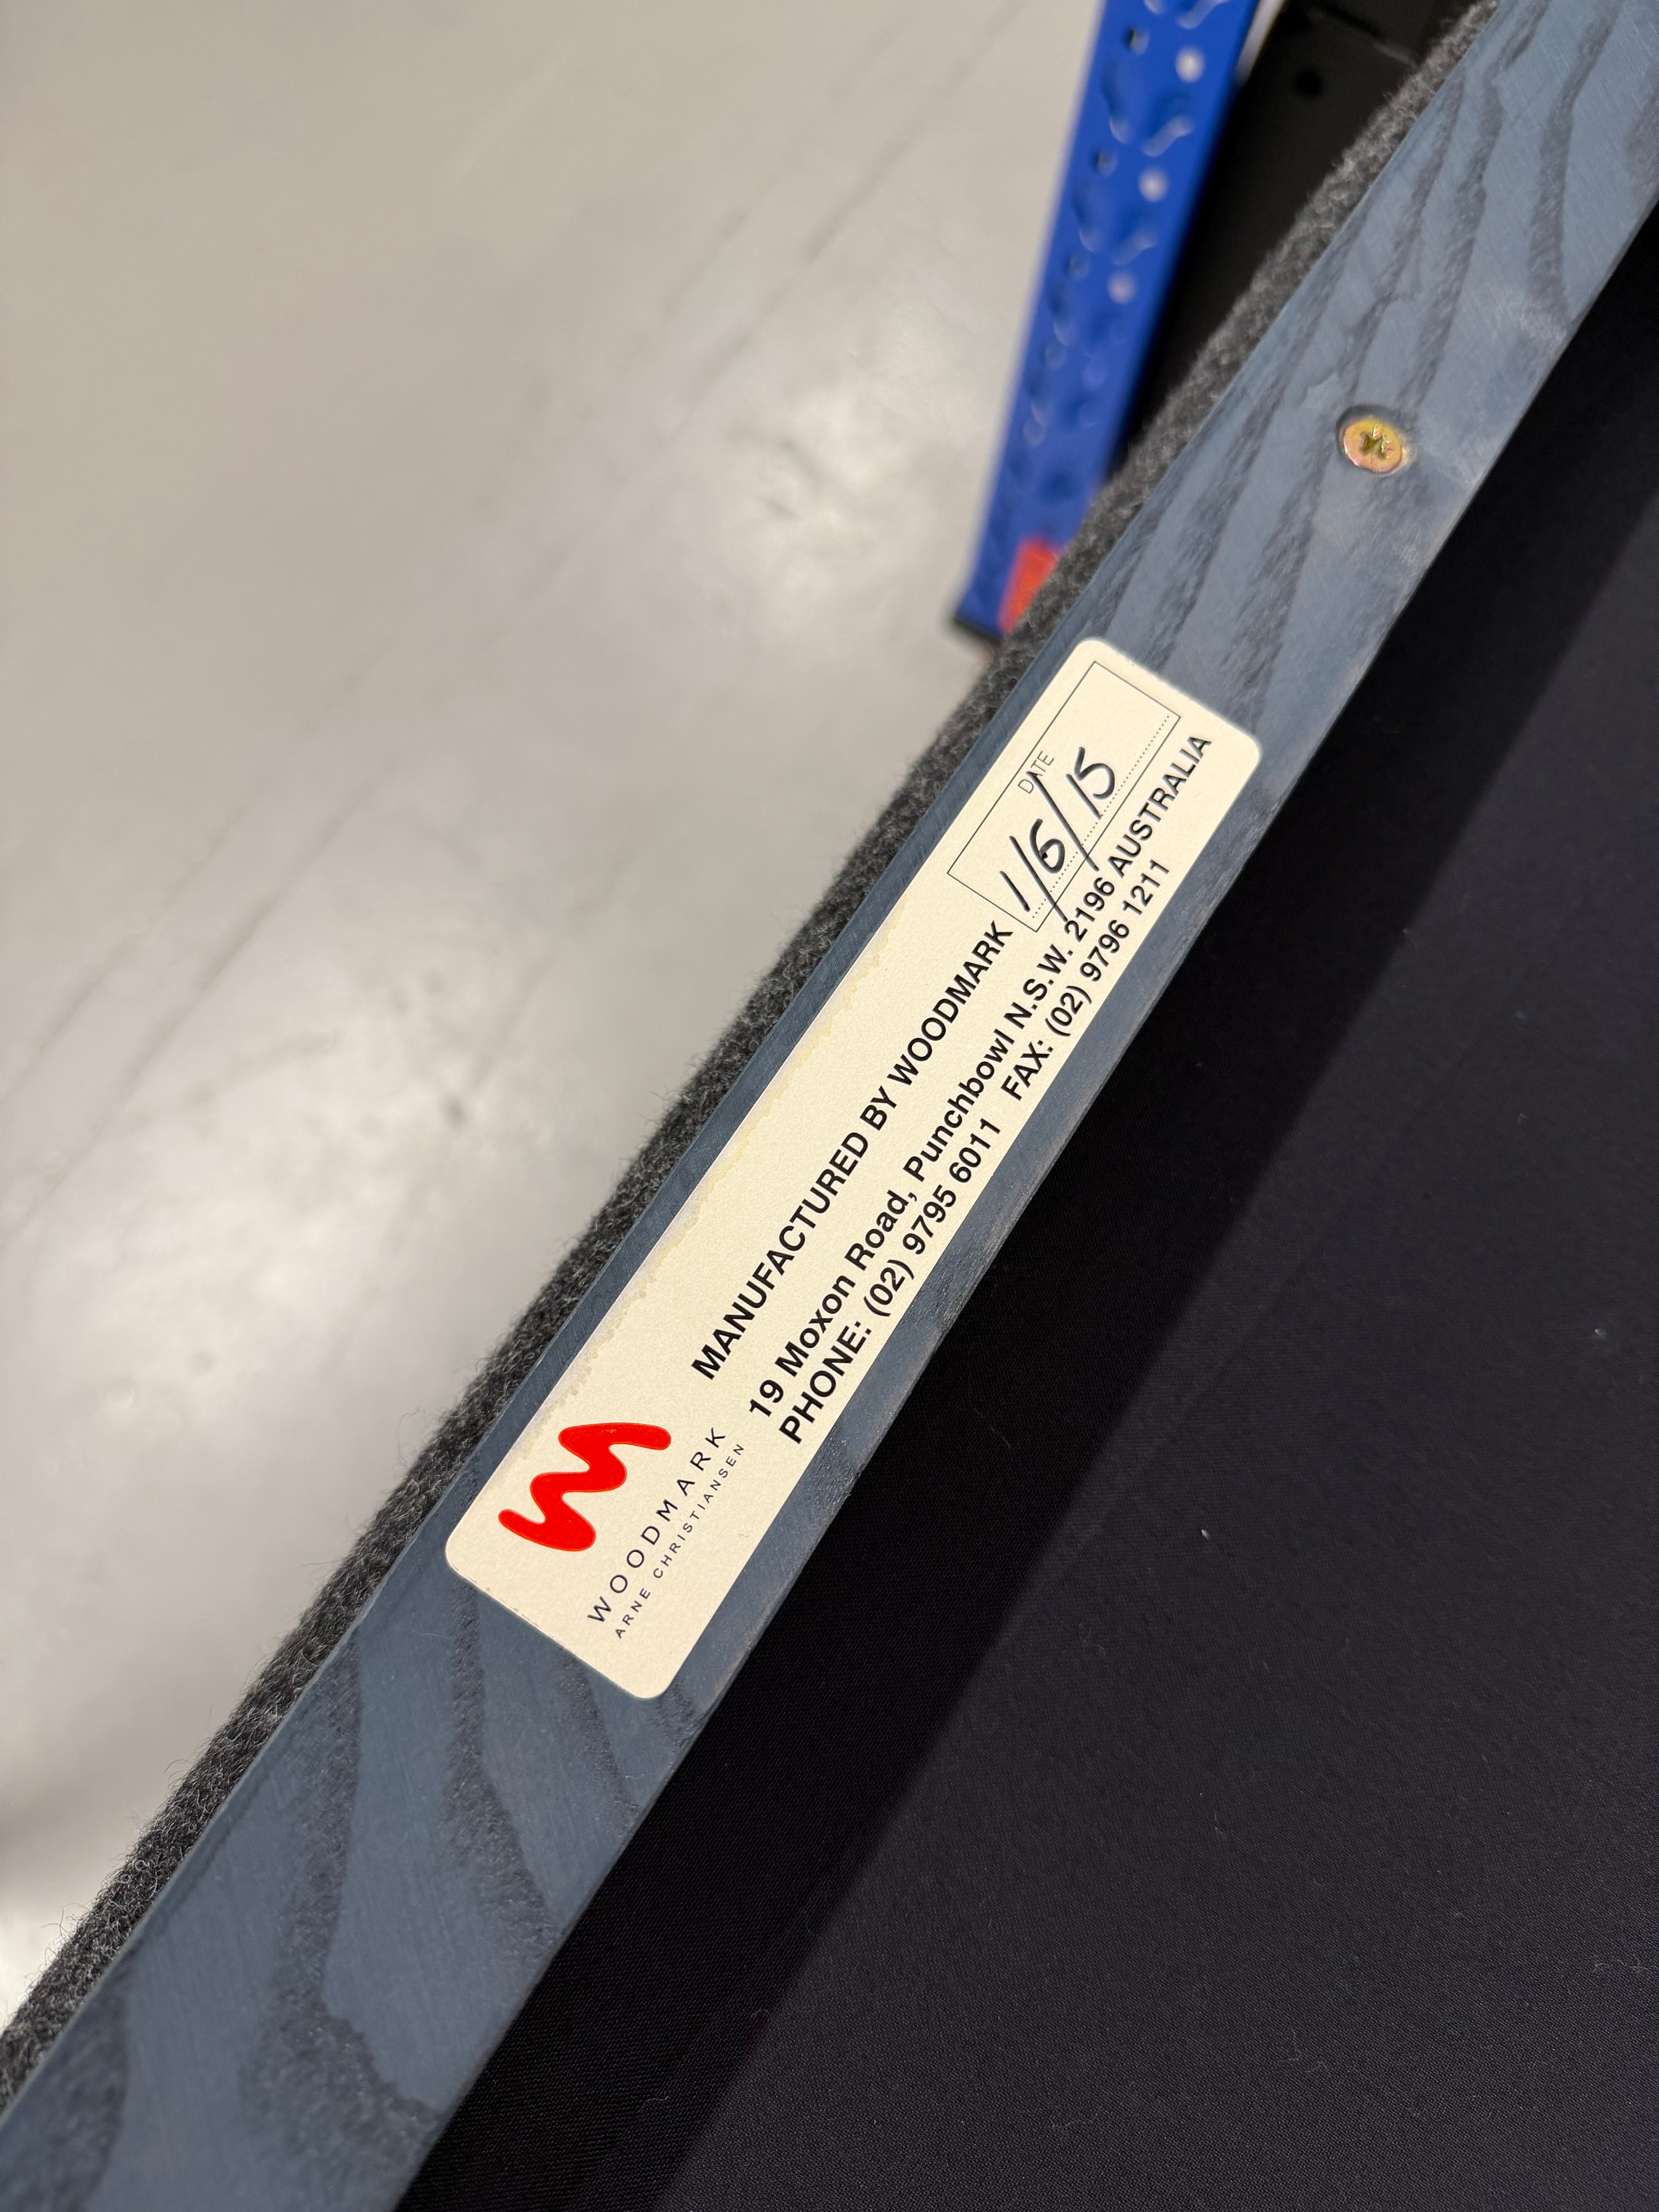 WOODMARK
ARNE CHRISTIANSEN
MANUFACTURED BY WOODMARK
19 Moxon Road, Punchbowl N.S.W. 2196 AUSTRALIA
PHONE: (02) 9795 6011 FAX: (02) 9796 1211
DATE
1/6/15